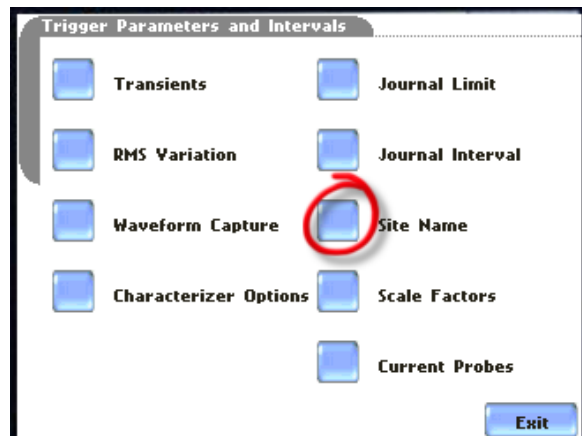 Trigger Parameters and Intervals
Transients
Journal Limit
RMS Variation
Journal Interval
Waveform Capture
Site Name
Characterizer Options
Scale Factors
Current Probes
Exit